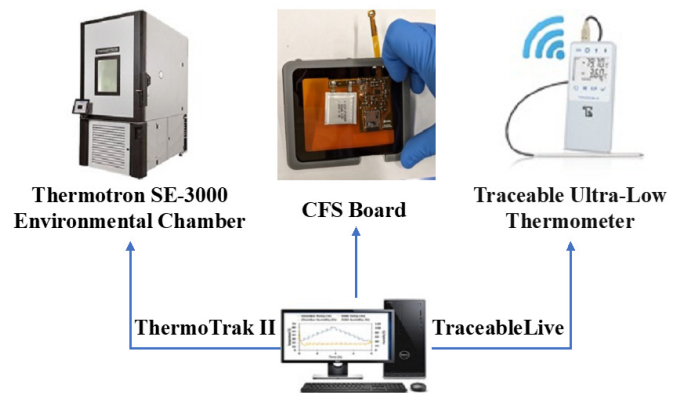 Thermotron SE-3000
Environmental Chamber
CFS Board
Traceable Ultra-Low
Thermometer
ThermoTrak II
TraceableLive